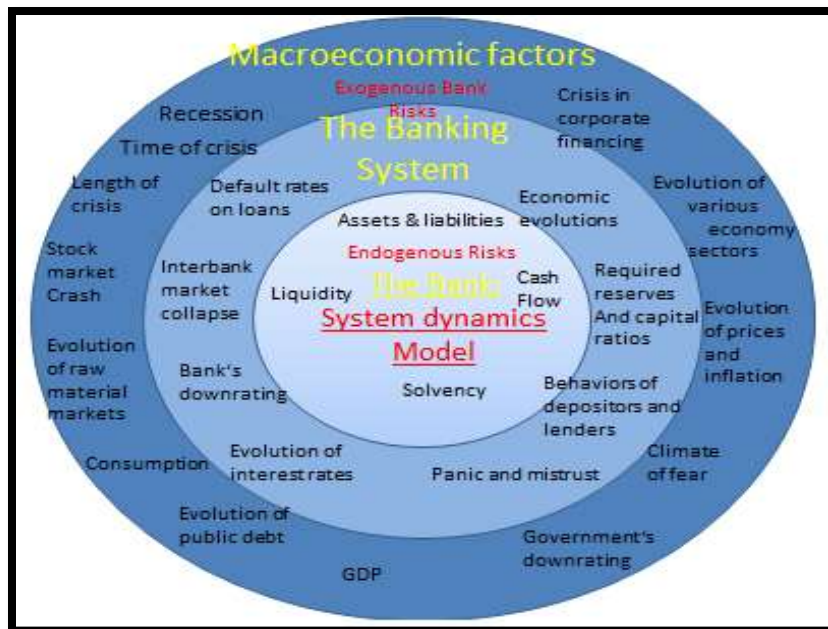 Macroeconomic factors
Exogenous Bank
Risks
Recession
Crisis in
corporate
financing
The Banking
System
Time of crisis
Length of
crisis
Default rates
on loans
Economic
evolutions
Evolution of
various
economy
sectors
Assets & liabilities
Stock
market
Crash
Endogenous Risks
Interbank
market
collapse
Liquidity
The Bank:
Cash
Flow
Required
reserves
And capital
ratios
System dynamics
Model
Evolution
of prices
and
inflation
Evolution
of raw
material
markets
Bank's
downrating
Solvency
Behaviors of
depositors and
lenders
Consumption
Evolution of
interest rates
Panic and mistrust
Climate
of fear
Evolution of
public debt
Government's
downrating
GDP